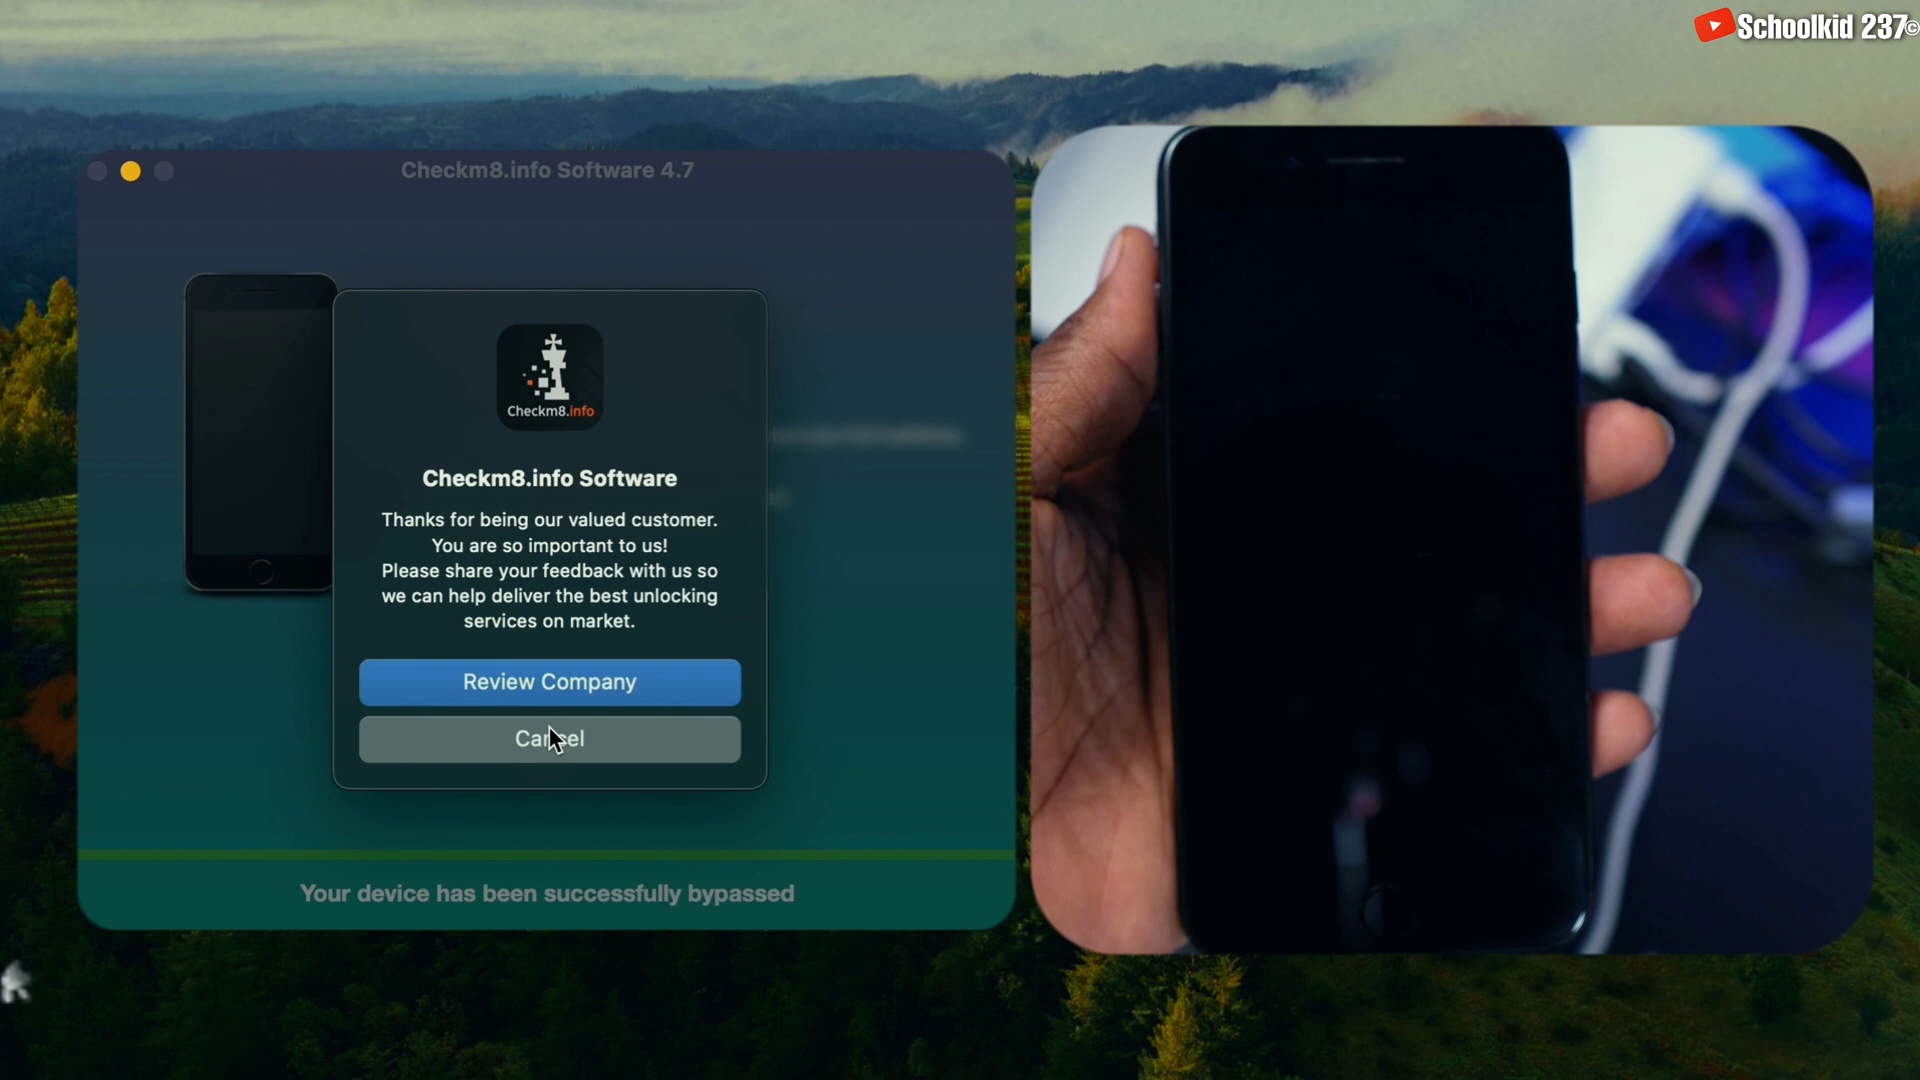 Schoolkid 237©
Checkm8.info Software 4.7
Checkm8.info
Checkm8.info Software
Thanks for being our valued customer.
You are so important to us!
Please share your feedback with us so
we can help deliver the best unlocking
services on market.
Review Company
Cancel
Your device has been successfully bypassed